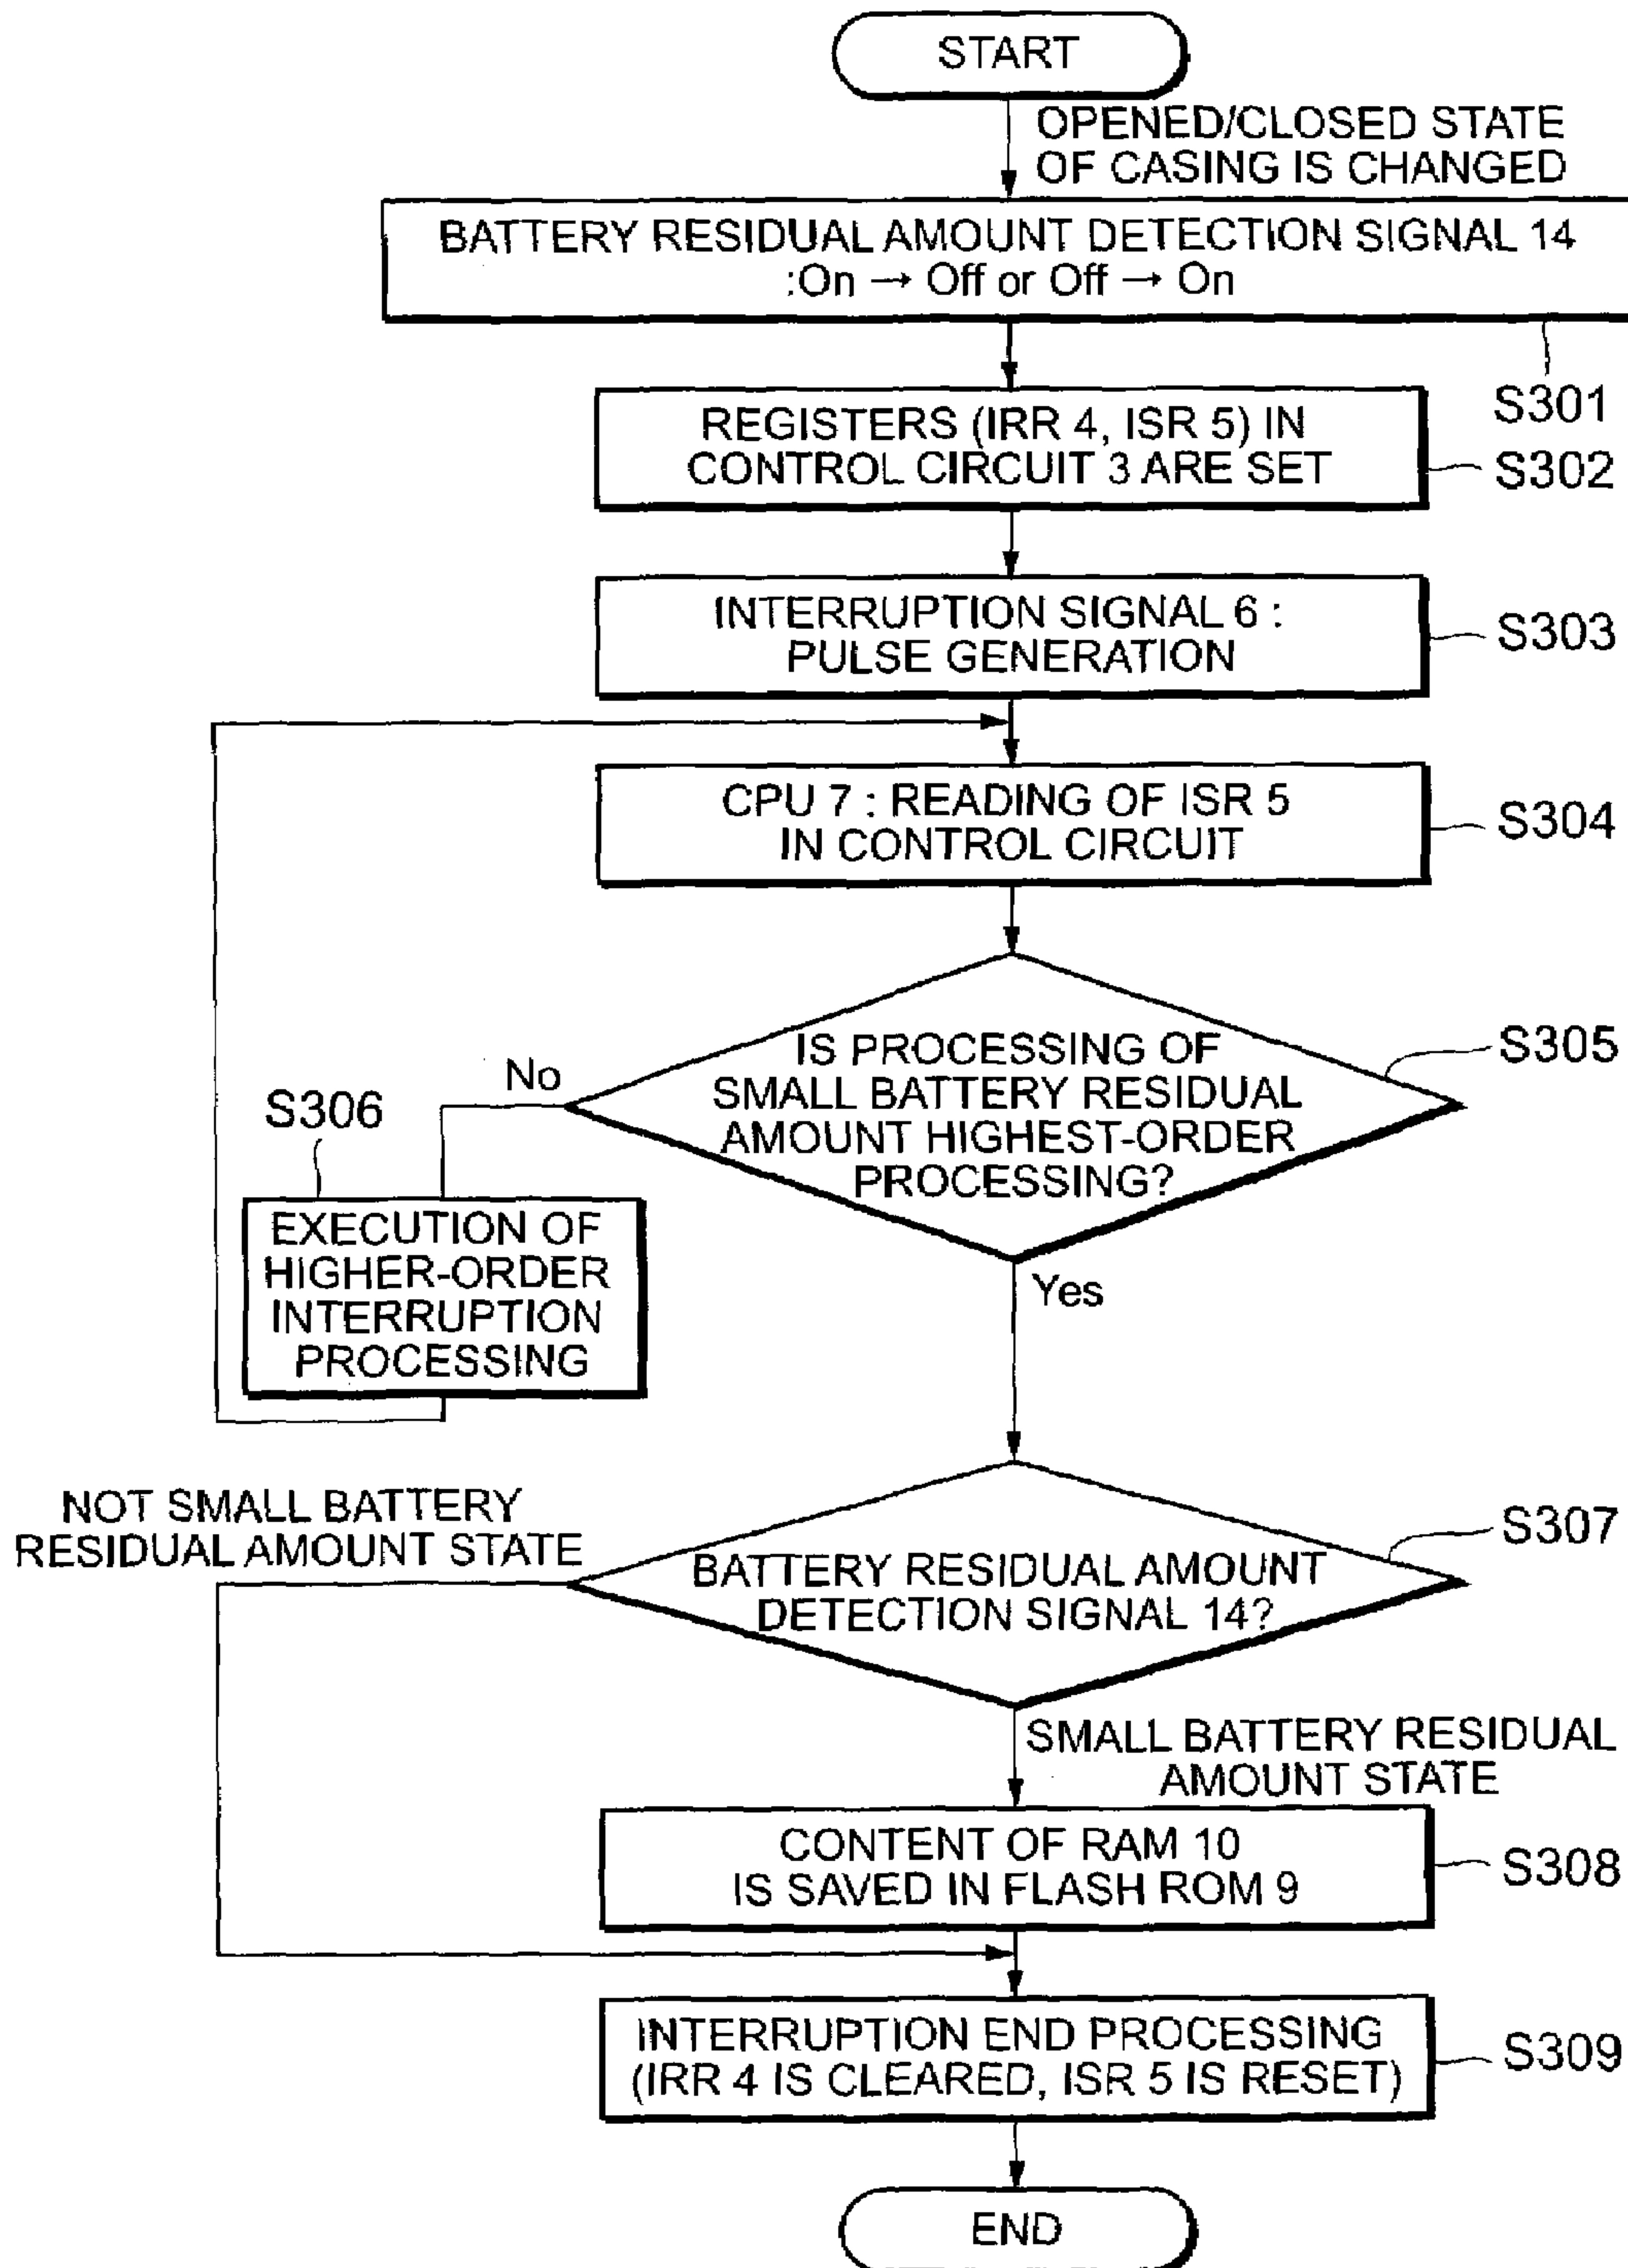 START
OPENED/CLOSED STATE
OF CASING IS CHANGED
BATTERY RESIDUAL AMOUNT DETECTION SIGNAL 14
:On → Off or Off → On
S301
REGISTERS (IRR 4, ISR 5) IN
CONTROL CIRCUIT 3 ARE SET
S302
INTERRUPTION SIGNAL 6 :
PULSE GENERATION
S303
CPU 7 : READING OF ISR 5
IN CONTROL CIRCUIT
S304
IS PROCESSING OF
SMALL BATTERY RESIDUAL
AMOUNT HIGHEST-ORDER
PROCESSING?
S305
No
S306
EXECUTION OF
HIGHER-ORDER
INTERRUPTION
PROCESSING
Yes
NOT SMALL BATTERY
RESIDUAL AMOUNT STATE
BATTERY RESIDUAL AMOUNT
DETECTION SIGNAL 14?
S307
SMALL BATTERY RESIDUAL
AMOUNT STATE
CONTENT OF RAM 10
IS SAVED IN FLASH ROM 9
S308
INTERRUPTION END PROCESSING
(IRR 4 IS CLEARED, ISR 5 IS RESET)
S309
END